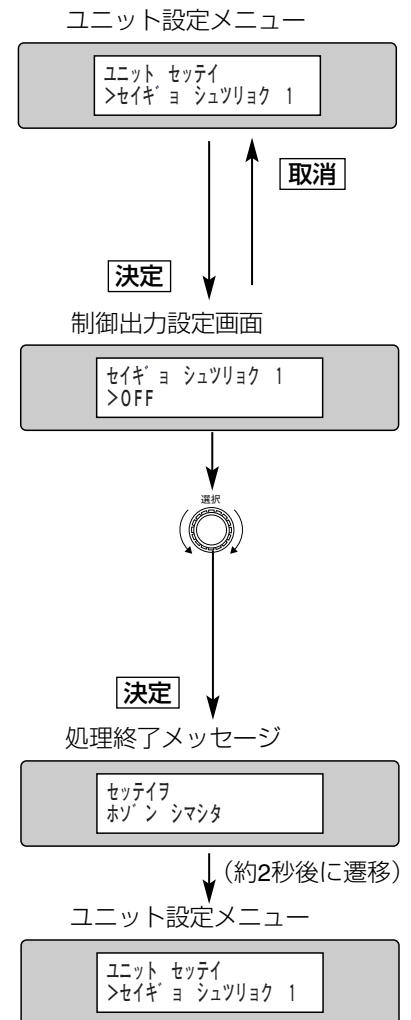 ユニット設定メニュー
ユニット セッテイ
>セイギョ シュツリョク 1
取消
決定
制御出力設定画面
セイギョ シュツリョク 1
>OFF
選択
決定
処理終了メッセージ
セッテイヲ
ホゾン シマシタ
（約2秒後に遷移）
ユニット設定メニュー
ユニット セッテイ
>セイギョ シュツリョク 1